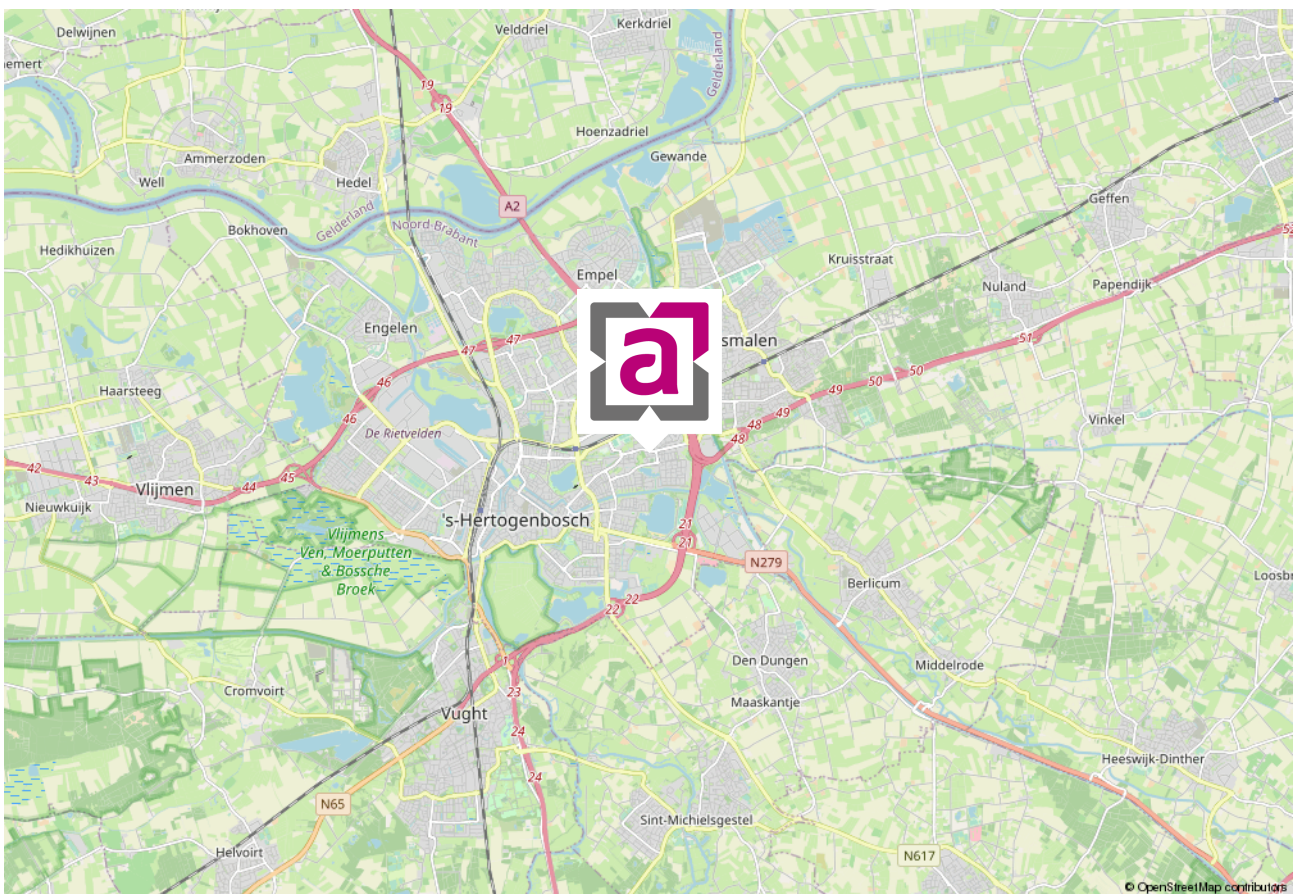 Delwijnen
Velddriel
Kerkdriel
nemert
Gelderland
19
19
Hoenzadriel
Ammerzoden
Gewande
Well
Hedel
A2
Geffen
Gelderland
Noord-Brabant
Bokhoven
52
Hedikhuizen
Kruisstraat
Empel
Nuland
Papendijk
Engelen
a
smalen
51
47
47
46
50
50
Haarsteeg
49
46
49
48
Vinkel
De Rietvelden
48
42
43
45
44
Vlijmen
Nieuwkuijk
's-Hertogenbosch
21
21
Vlijmens
Ven, Moerputten
& Bossche
Broek
N279
Berlicum
Loosbr
22
22
1
Den Dungen
Middelrode
Cromvoirt
23
Maaskantje
Vught
24
Heeswijk-Dinther
24
N65
Sint-Michielsgestel
Helvoirt
N617
© OpenStreetMap contributors